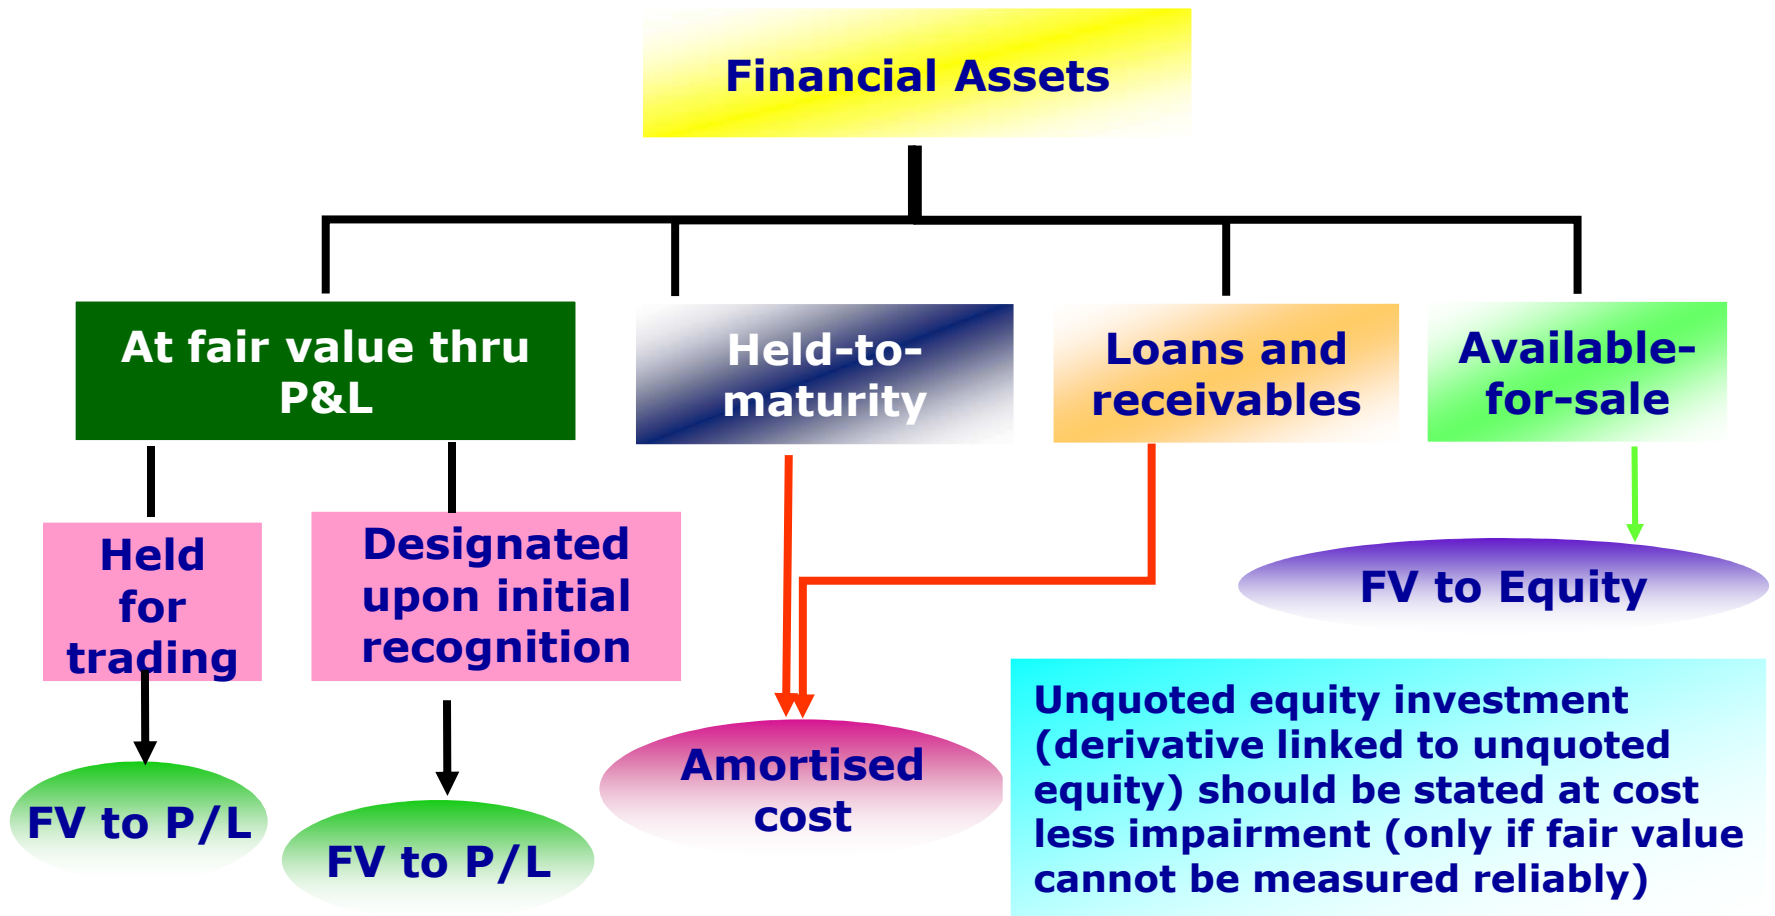 Financial Assets
At fair value thru
P&L
Held-to-
maturity
Loans and
receivables
Available-
for-sale
Held
for
trading
Designated
upon initial
recognition
FV to Equity
Unquoted equity investment
(derivative linked to unquoted
equity) should be stated at cost
less impairment (only if fair value
cannot be measured reliably)
Amortised
cost
FV to P/L
FV to P/L